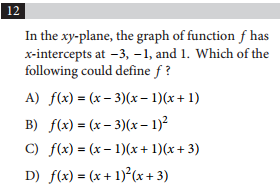 12
In the xy-plane, the graph of function f has
x-intercepts at −3, −1, and 1. Which of the
following could define f ?
A) f(x) = (x − 3)(x − 1)(x + 1)
B) f(x) = (x − 3)(x − 1)²
C) f(x) = (x − 1)(x + 1)(x + 3)
D) f(x) = (x + 1)²(x + 3)